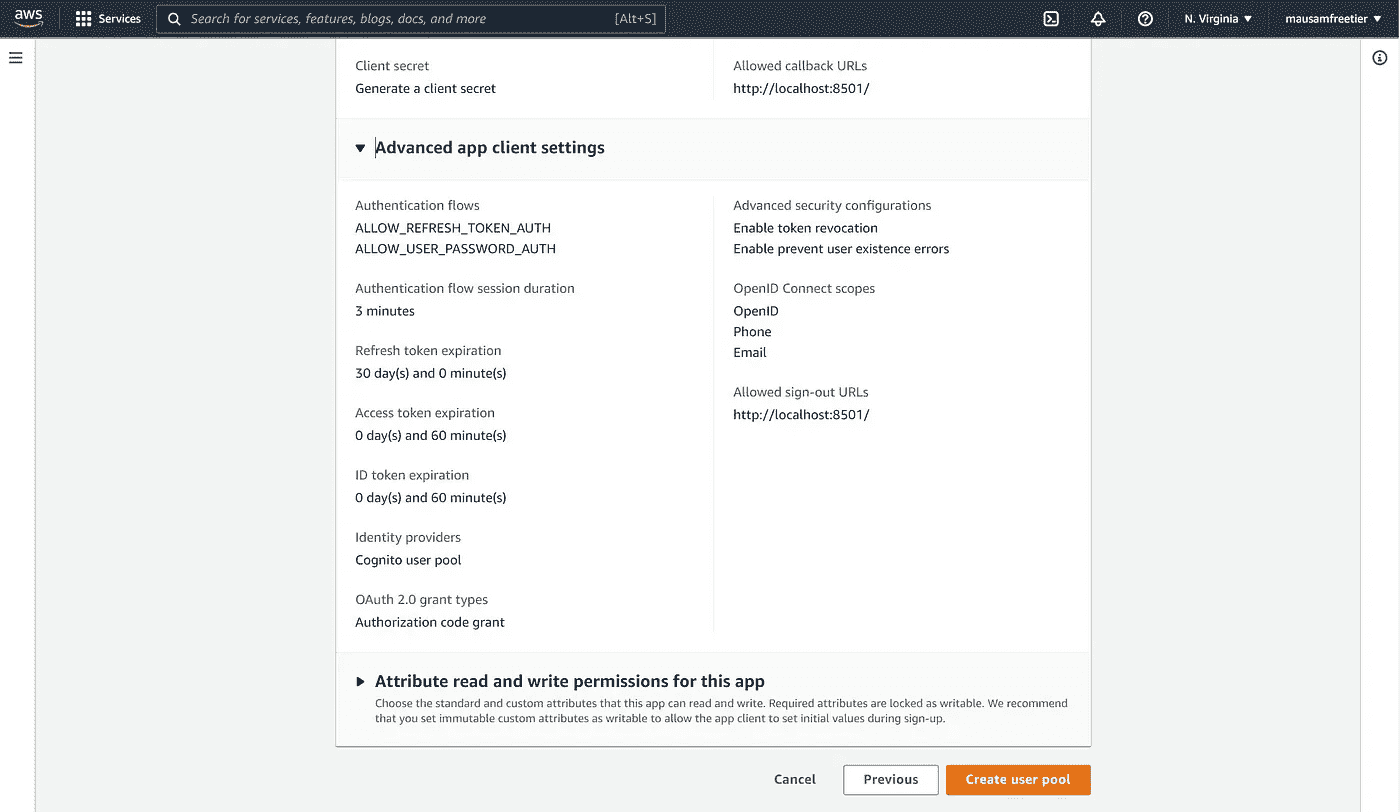 aws
Services
Search for services, features, blogs, docs, and more
[Alt+S]
N. Virginia
mausamfreetier
Client secret
Generate a client secret
Allowed callback URLs
http://localhost:8501/
Advanced app client settings
Authentication flows
ALLOW_REFRESH_TOKEN_AUTH
ALLOW_USER_PASSWORD_AUTH
Authentication flow session duration
3 minutes
Refresh token expiration
30 day(s) and 0 minute(s)
Access token expiration
0 day(s) and 60 minute(s)
ID token expiration
0 day(s) and 60 minute(s)
Identity providers
Cognito user pool
OAuth 2.0 grant types
Authorization code grant
Advanced security configurations
Enable token revocation
Enable prevent user existence errors
OpenID Connect scopes
OpenID
Phone
Email
Allowed sign-out URLs
http://localhost:8501/
Attribute read and write permissions for this app
Choose the standard and custom attributes that this app can read and write. Required attributes are locked as writable. We recommend
that you set immutable custom attributes as writable to allow the app client to set initial values during sign-up.
Cancel
Previous
Create user pool